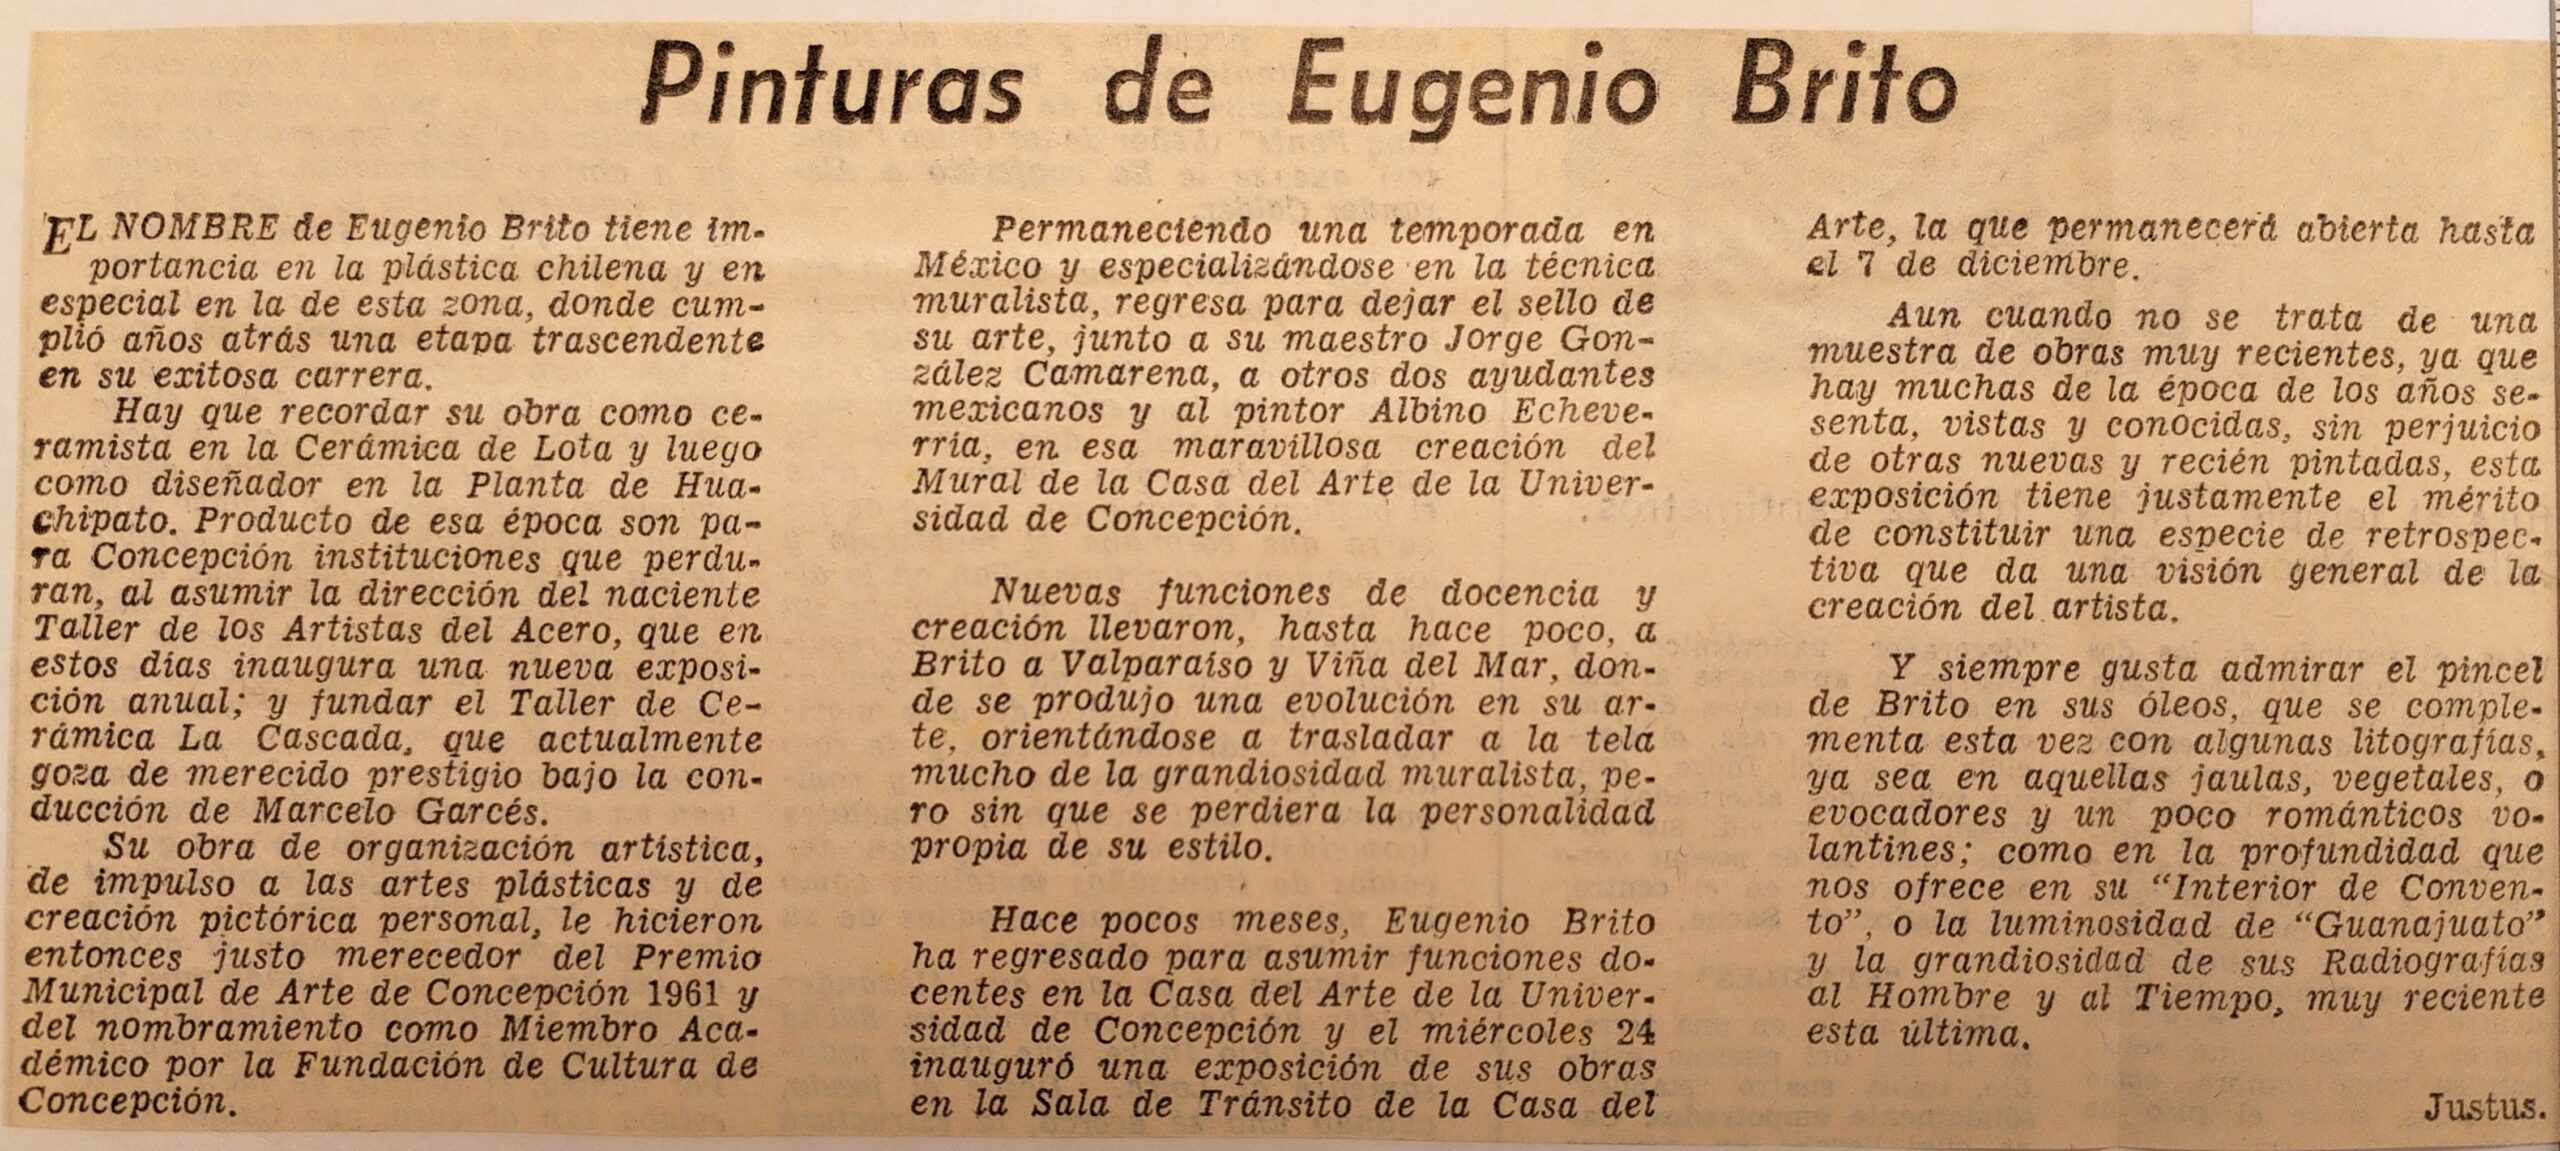 Pinturas de Eugenio Brito
EL NOMBRE de Eugenio Brito tiene im-
portancia en la plástica chilena y en
especial en la de esta zona, donde cum-
plió años atrás una etapa trascendente
en su exitosa carrera.
Hay que recordar su obra como ce-
ramista en la Cerámica de Lota y luego
como diseñador en la Planta de Hua-
chipato. Producto de esa época son pa-
ra Concepción instituciones que perdu-
ran, al asumir la dirección del naciente
Taller de los Artistas del Acero, que en
estos días inaugura una nueva exposi-
ción anual; y fundar el Taller de Ce-
rámica La Cascada, que actualmente
goza de merecido prestigio bajo la con-
ducción de Marcelo Garcés.
Su obra de organización artística,
de impulso a las artes plásticas y de
creación pictórica personal, le hicieron
entonces justo merecedor del Premio
Municipal de Arte de Concepción 1961 y
del nombramiento como Miembro Aca-
démico por la Fundación de Cultura de
Concepción.
Permaneciendo una temporada en
México y especializándose en la técnica
muralista, regresa para dejar el sello de
su arte, junto a su maestro Jorge Gon-
zález Camarena, a otros dos ayudantes
mexicanos y al pintor Albino Echeve-
rría, en esa maravillosa creación del
Mural de la Casa del Arte de la Univer-
sidad de Concepción.
Nuevas funciones de docencia y
creación llevaron, hasta hace poco, a
Brito a Valparaíso y Viña del Mar, don-
de se produjo una evolución en su ar-
te, orientándose a trasladar a la tela
mucho de la grandiosidad muralista, pe-
ro sin que se perdiera la personalidad
propia de su estilo.
Hace pocos meses, Eugenio Brito
ha regresado para asumir funciones do-
centes en la Casa del Arte de la Univer-
sidad de Concepción y el miércoles 24
inauguró una exposición de sus obras
en la Sala de Tránsito de la Casa del
Arte, la que permanecerá abierta hasta
el 7 de diciembre.
Aun cuando no se trata de una
muestra de obras muy recientes, ya que
hay muchas de la época de los años se-
senta, vistas y conocidas, sin perjuicio
de otras nuevas y recién pintadas, esta
exposición tiene justamente el mérito
de constituir una especie de retrospec-
tiva que da una visión general de la
creación del artista.
Y siempre gusta admirar el pincel
de Brito en sus óleos, que se comple-
menta esta vez con algunas litografías,
ya sea en aquellas jaulas, vegetales, o
evocadores y un poco románticos vo-
lantines; como en la profundidad que
nos ofrece en su "Interior de Conven-
to", o la luminosidad de "Guanajuato"
y la grandiosidad de sus Radiografías
al Hombre y al Tiempo, muy reciente
esta última.
Justus.